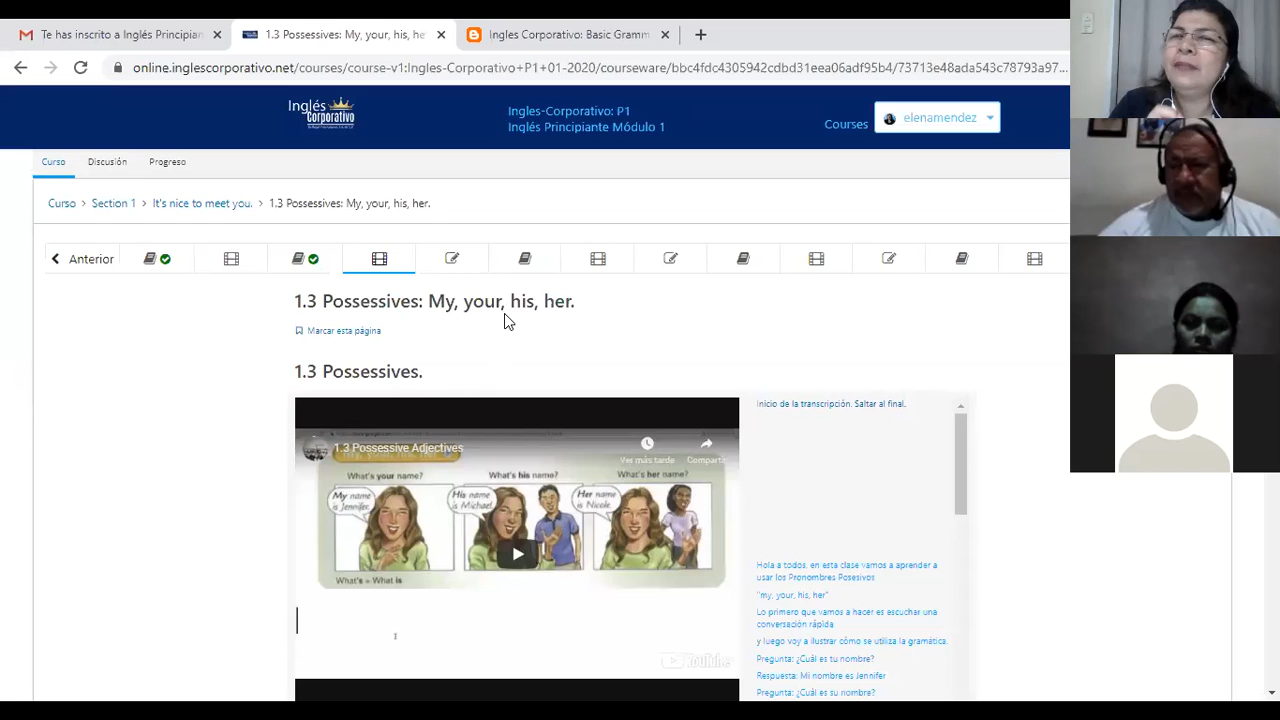 Te has inscrito a Inglés Principian
1.3 Possessives: My, your, his, he
Ingles Corporativo: Basic Gramm
online.inglescorporativo.net/courses/course-v1:Ingles-Corporativo+P1+01-2020/courseware/bbc4fdc4305942cdbd31eea06adf95b4/73713e48ada543c78793a97...
Inglés
Corporativo
Ingles-Corporativo: P1
Inglés Principiante Módulo 1
Courses
elenamendez
Curso
Discusión
Progreso
Curso > Section 1 > It's nice to meet you. > 1.3 Possessives: My, your, his, her.
Anterior
1.3 Possessives: My, your, his, her.
Marcar esta página
1.3 Possessives.
1.3 Possessive Adjectives
Ver más tarde
Comparta
What's your name?
What's his name?
What's her name?
My name is Jennifer.
His name is Michael.
Her name is Nicole.
What's = What is
YouTube
Inicio de la transcripción. Saltar al final.
Hola a todos, en esta clase vamos a aprender a
usar los Pronombres Posesivos
"my, your, his, her"
Lo primero que vamos a hacer es escuchar una
conversación rápida
y luego voy a ilustrar cómo se utiliza la gramática.
Pregunta: ¿Cuál es tu nombre?
Respuesta: Mi nombre es Jennifer
Pregunta: ¿Cuál es su nombre?